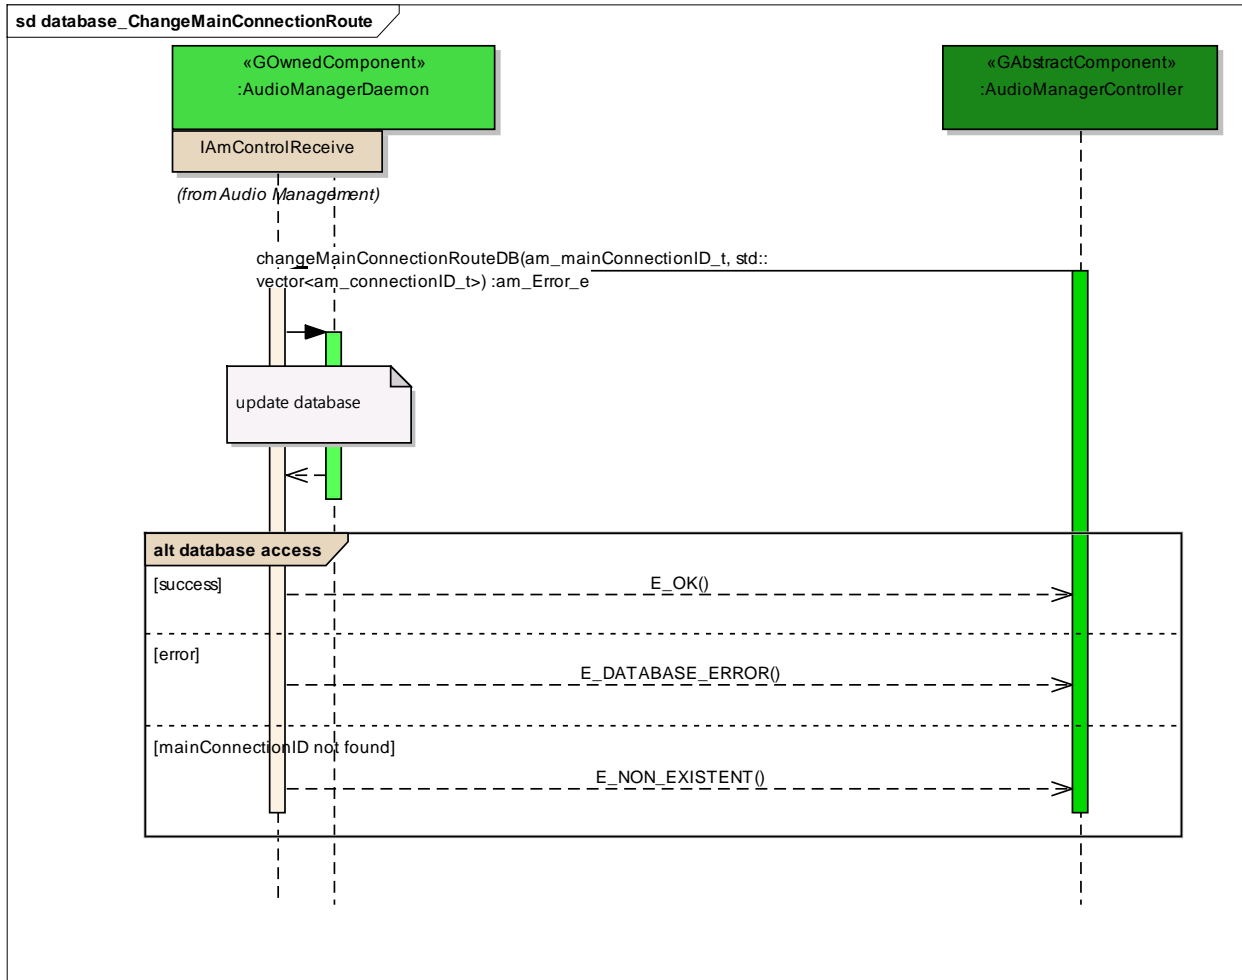 sd database_ChangeMainConnectionRoute
«GOwnedComponent»
:AudioManagerDaemon
«GAbstractComponent»
:AudioManagerController
IAmControlReceive
(from Audio Management)
changeMainConnectionRouteDB(am_mainConnectionID_t, std::
vector<am_connectionID_t>) :am_Error_e
update database
alt database access
[success]
E_OK()
[error]
E_DATABASE_ERROR()
[mainConnectionID not found]
E_NON_EXISTENT()